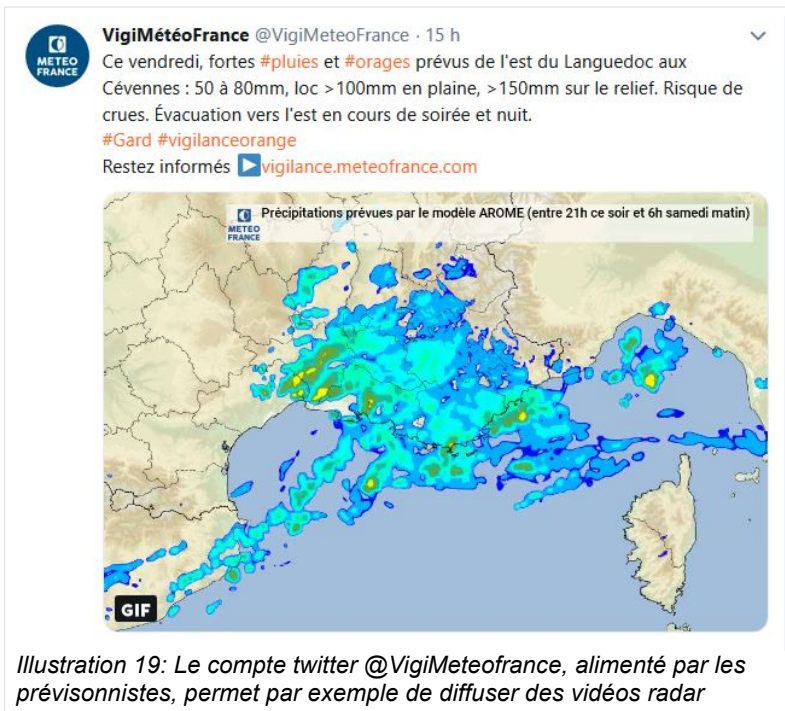 VigiMétéoFrance @VigiMeteoFrance · 15 h
METEO
FRANCE
Ce vendredi, fortes #pluies et #orages prévus de l'est du Languedoc aux
Cévennes : 50 à 80mm, loc >100mm en plaine, >150mm sur le relief. Risque de
crues. Évacuation vers l'est en cours de soirée et nuit.
#Gard #vigilanceorange
Restez informés ▶vigilance.meteofrance.com
METEO
FRANCE
Précipitations prévues par le modèle AROME (entre 21h ce soir et 6h samedi matin)
GIF
Illustration 19: Le compte twitter @VigiMeteofrance, alimenté par les
prévisonnistes, permet par exemple de diffuser des vidéos radar